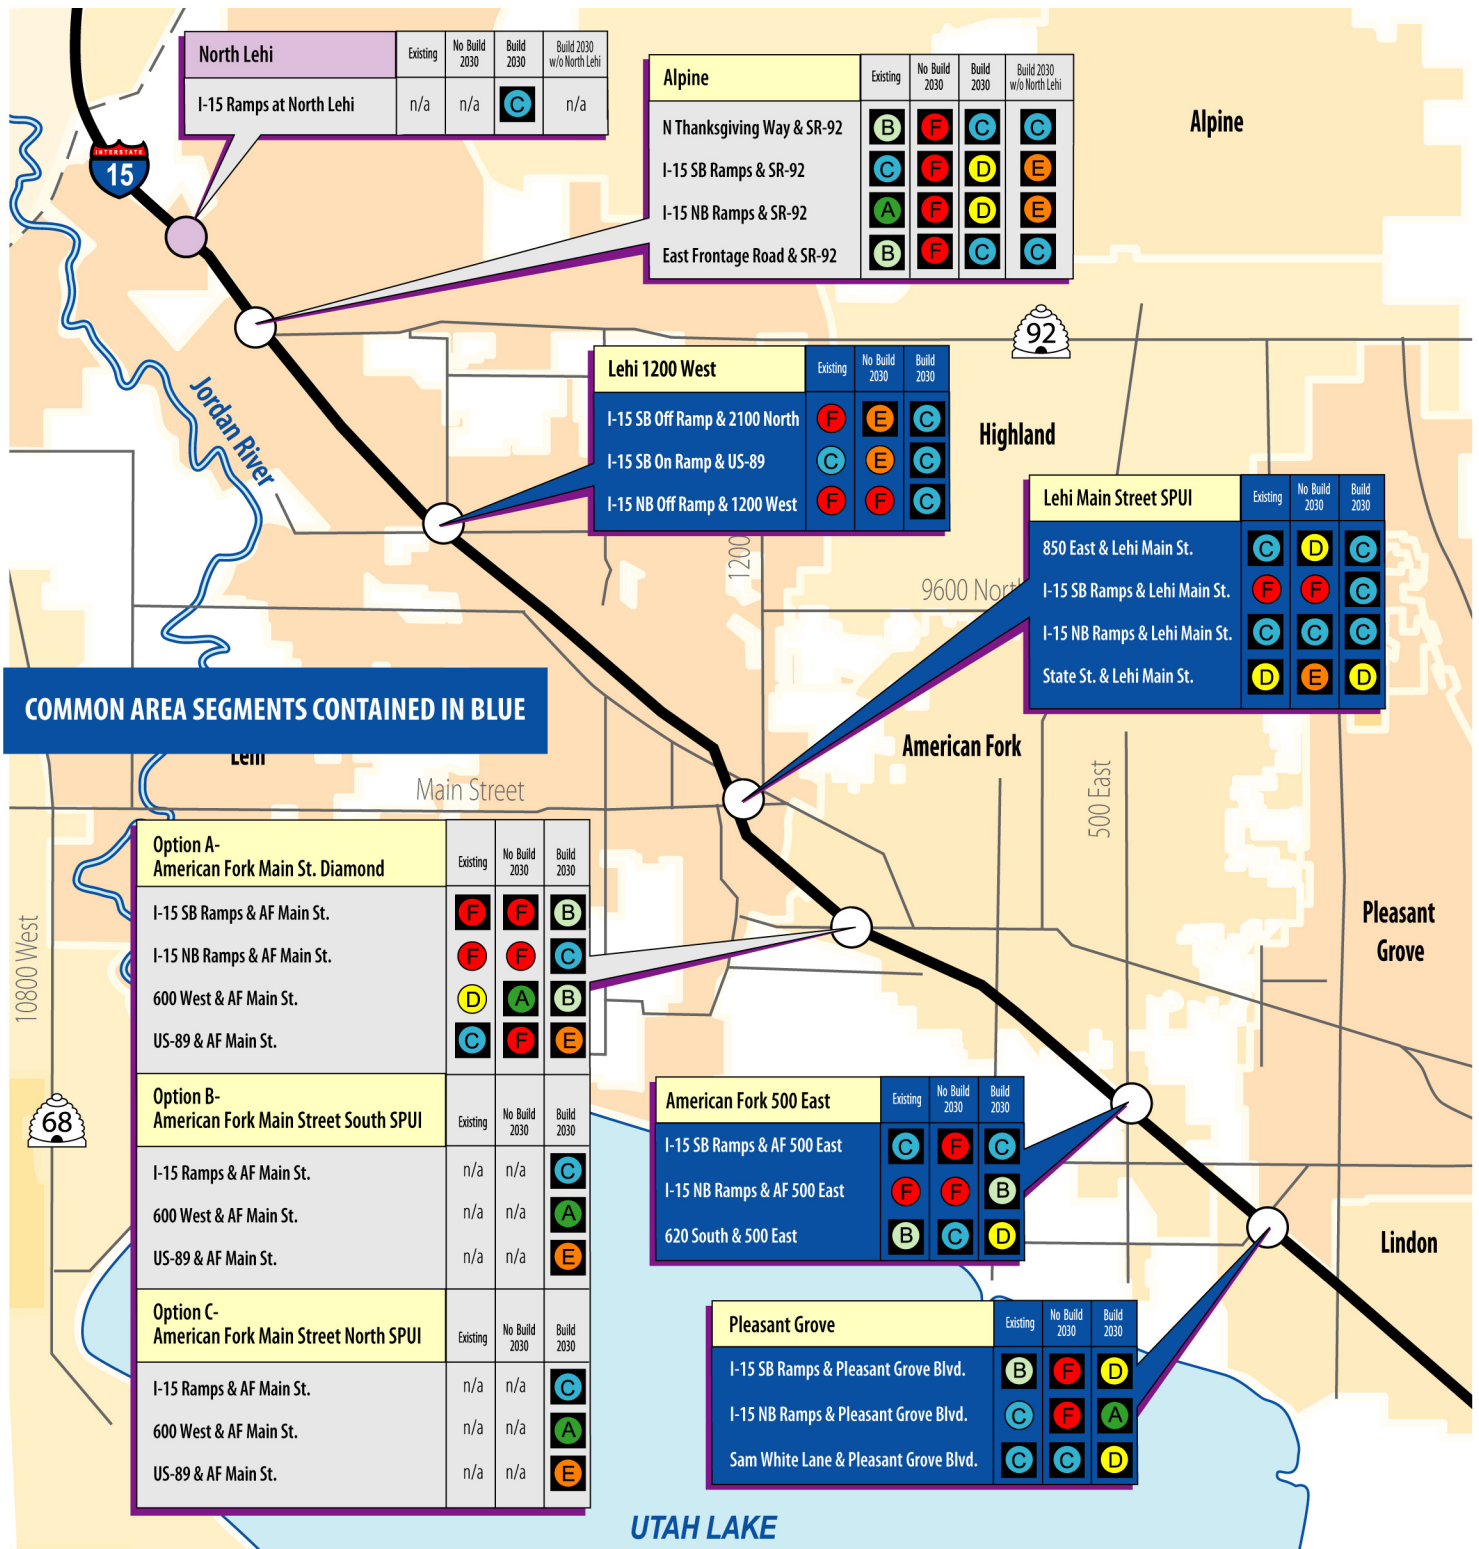 North Lehi
Existing
No Build 2030
Build 2030
Build 2030 w/o North Lehi
I-15 Ramps at North Lehi n/a n/a C n/a
Alpine
Existing
No Build 2030
Build 2030
Build 2030 w/o North Lehi
N Thanksgiving Way & SR-92 B F C C
I-15 SB Ramps & SR-92 C F D E
I-15 NB Ramps & SR-92 A F D E
East Frontage Road & SR-92 B F C C
Alpine
INTERSTATE
15
92
Jordan River
Lehi 1200 West
Existing
No Build 2030
Build 2030
I-15 SB Off Ramp & 2100 North F E C
I-15 SB On Ramp & US-89 C E C
I-15 NB Off Ramp & 1200 West F F C
Highland
Lehi Main Street SPUI
Existing
No Build 2030
Build 2030
850 East & Lehi Main St. C D C
I-15 SB Ramps & Lehi Main St. F F C
I-15 NB Ramps & Lehi Main St. C C C
State St. & Lehi Main St. D E D
1200
9600 North
COMMON AREA SEGMENTS CONTAINED IN BLUE
Lehi
American Fork
Main Street
500 East
10800 West
68
Option A-
American Fork Main St. Diamond
Existing
No Build 2030
Build 2030
I-15 SB Ramps & AF Main St. F F B
I-15 NB Ramps & AF Main St. F F C
600 West & AF Main St. D A B
US-89 & AF Main St. C F E
Option B-
American Fork Main Street South SPUI
Existing
No Build 2030
Build 2030
I-15 Ramps & AF Main St. n/a n/a C
600 West & AF Main St. n/a n/a A
US-89 & AF Main St. n/a n/a E
Option C-
American Fork Main Street North SPUI
Existing
No Build 2030
Build 2030
I-15 Ramps & AF Main St. n/a n/a C
600 West & AF Main St. n/a n/a A
US-89 & AF Main St. n/a n/a E
Pleasant
Grove
American Fork 500 East
Existing
No Build 2030
Build 2030
I-15 SB Ramps & AF 500 East C F C
I-15 NB Ramps & AF 500 East F F B
620 South & 500 East B C D
Lindon
Pleasant Grove
Existing
No Build 2030
Build 2030
I-15 SB Ramps & Pleasant Grove Blvd. B F D
I-15 NB Ramps & Pleasant Grove Blvd. C F A
Sam White Lane & Pleasant Grove Blvd. C C D
UTAH LAKE